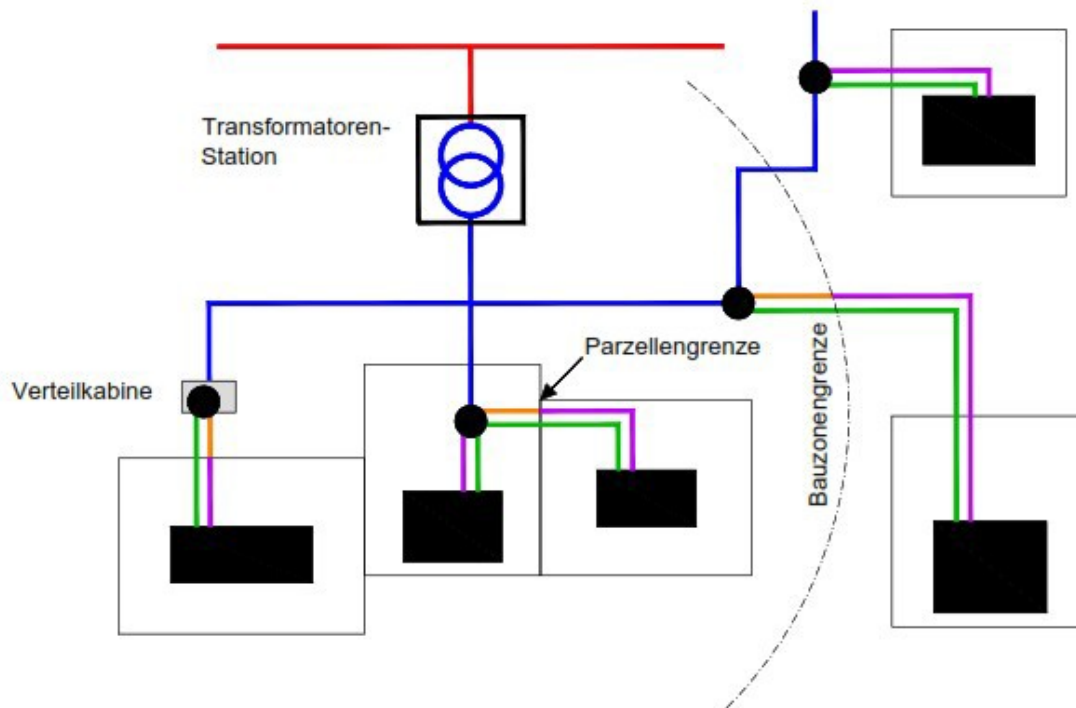 Transformatoren-
Station
Parzellengrenze
Verteilkabine
Bauzonengrenze